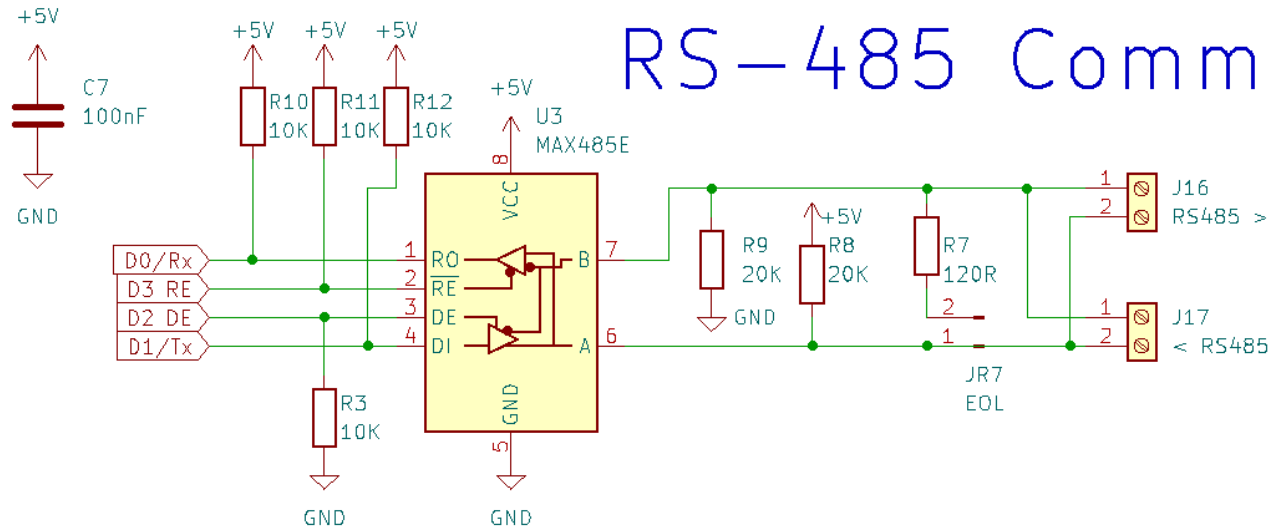 RS-485 Comm
+5V
C7
100nF
GND
+5V
R10
10K
+5V
R11
10K
+5V
R12
10K
+5V
U3
MAX485E
8
VCC
D0/Rx
D3 RE
D2 DE
D1/Tx
1
RO
2
RE
3
DE
4
DI
B
7
A
6
GND
5
GND
R3
10K
GND
R9
20K
GND
+5V
R8
20K
R7
120R
2
1
JR7
EOL
1
2
J16
RS485 >
1
2
J17
< RS485